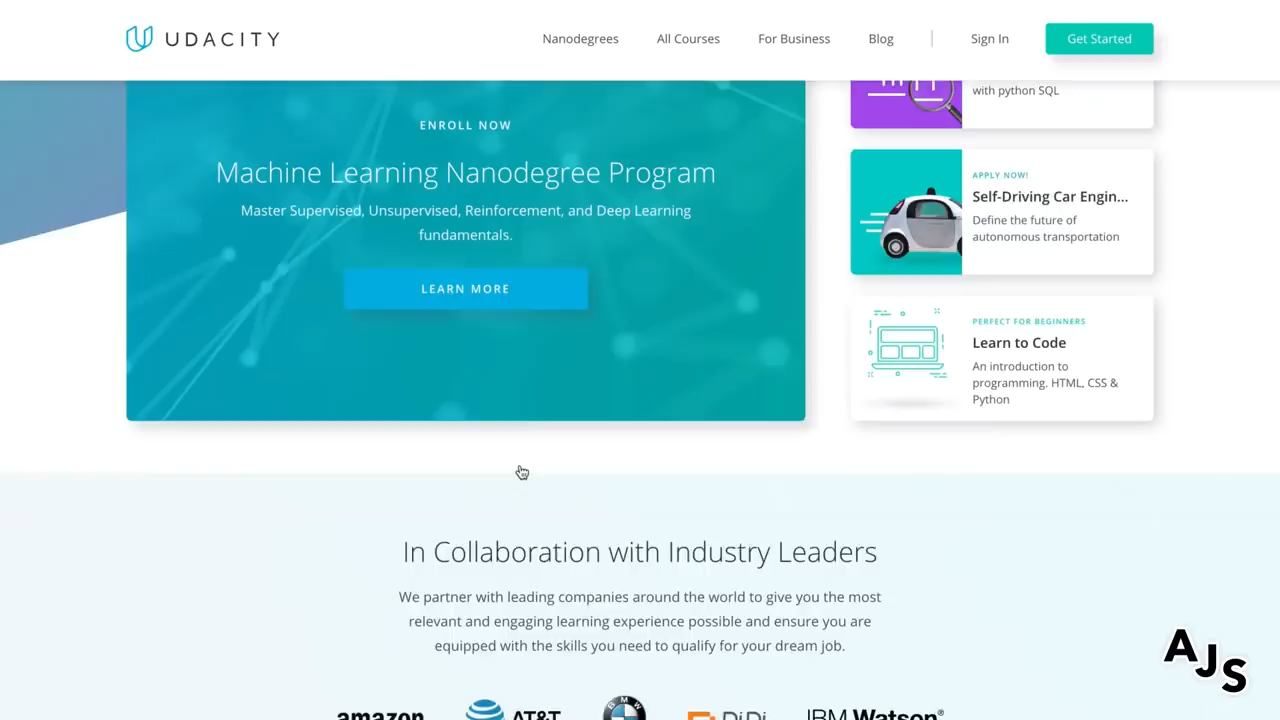 UDACITY
Nanodegrees
All Courses
For Business
Blog
Sign In
Get Started
ENROLL NOW
Machine Learning Nanodegree Program
Master Supervised, Unsupervised, Reinforcement, and Deep Learning
fundamentals.
LEARN MORE
with python SQL
APPLY NOW!
Self-Driving Car Engin...
Define the future of
autonomous transportation
PERFECT FOR BEGINNERS
Learn to Code
An introduction to
programming. HTML, CSS &
Python
In Collaboration with Industry Leaders
We partner with leading companies around the world to give you the most
relevant and engaging learning experience possible and ensure you are
equipped with the skills you need to qualify for your dream job.
amazon
AT&T
BMW
DiDi
IBM Watson®
AJS